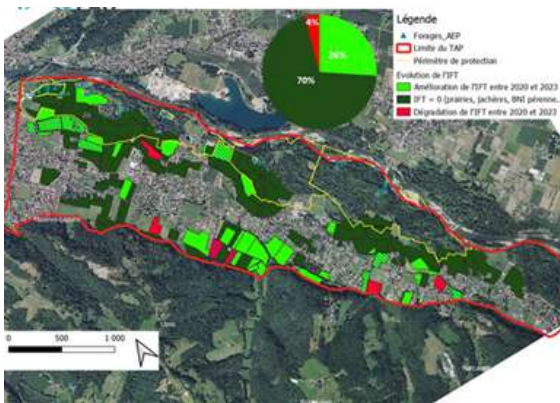 4%
26%
70%
Légende
Forages_AEP
Limite du TAP
Périmètre de protection
Evolution de l'IFT
Amélioration de l'IFT entre 2020 et 2023
IFT = 0 (prairies, jachères, BNI pérenne,
Dégradation de l'IFT entre 2020 et 2023
0 500 1 000